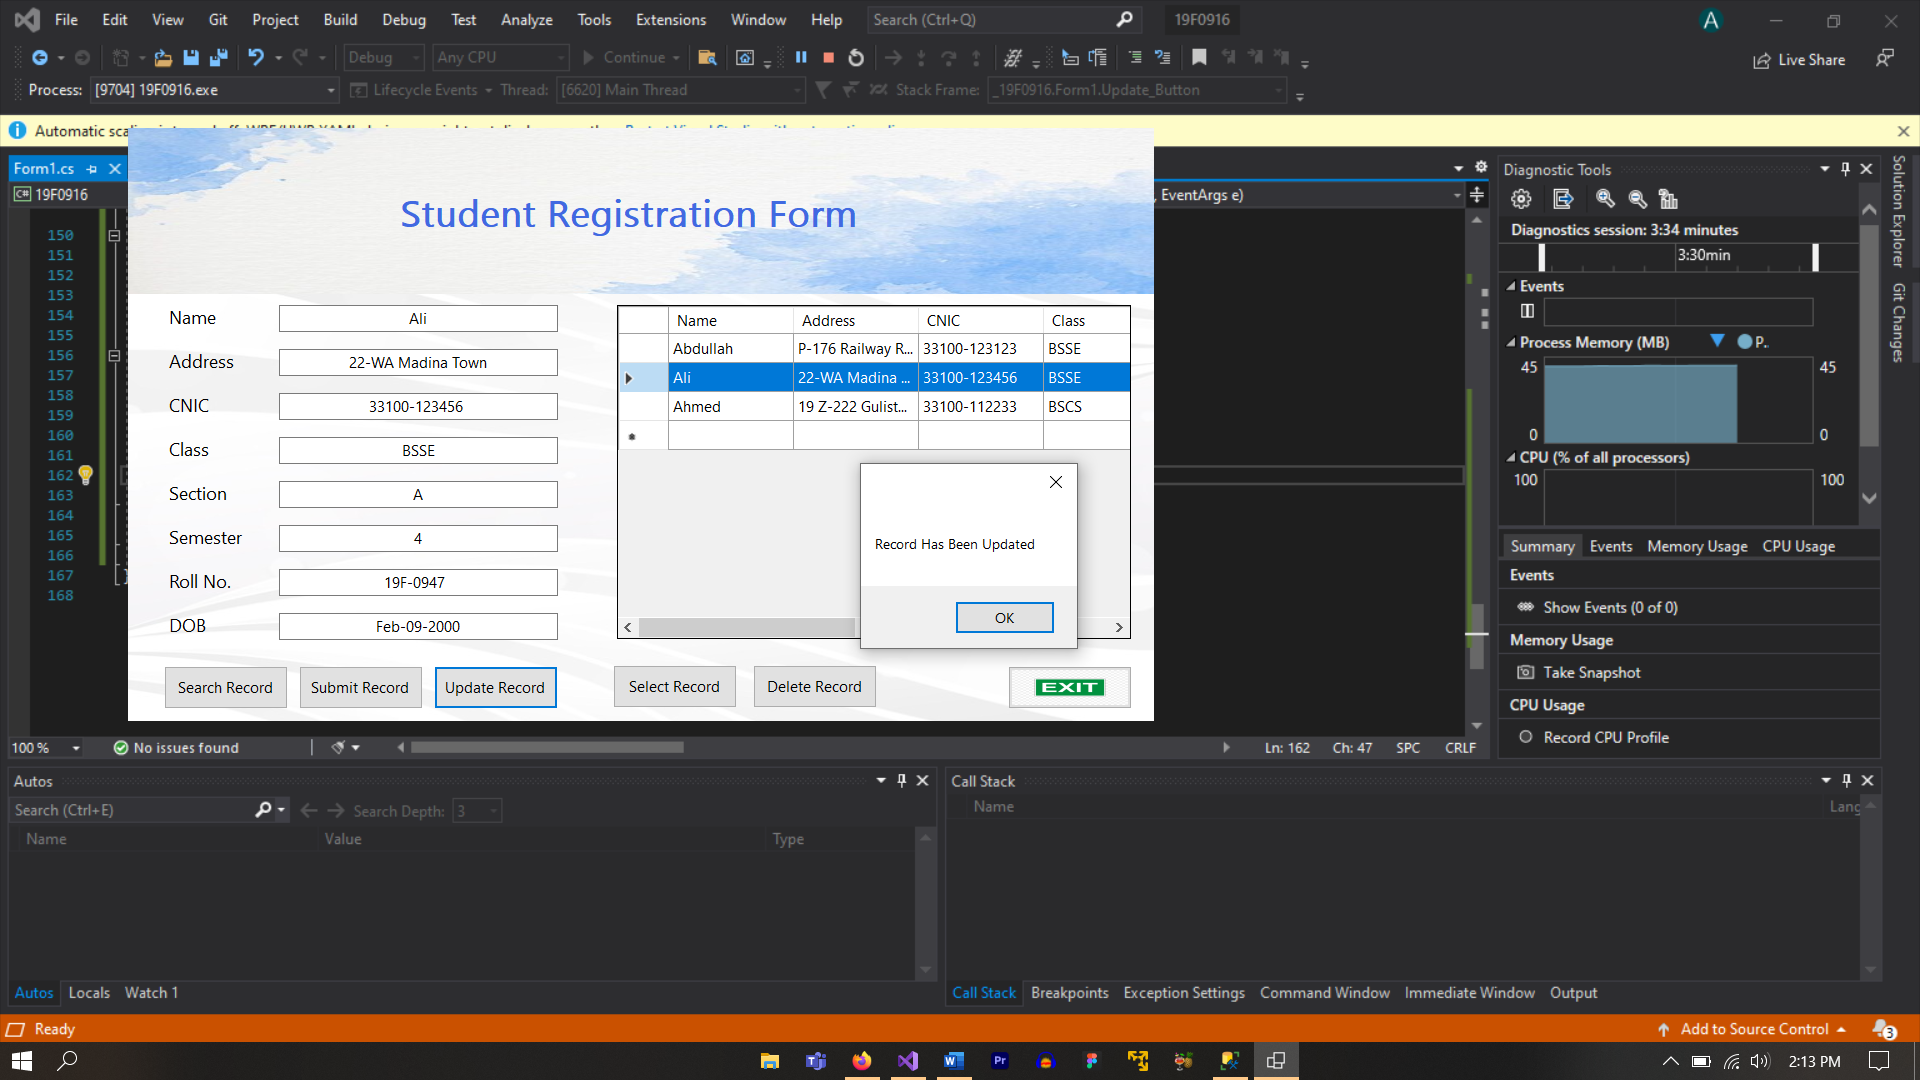 File Edit View Git Project Build Debug Test Analyze Tools Extensions Window Help Search (Ctrl+Q) 19F0916 A
Debug Any CPU Continue Live Share
Process: [9704] 19F0916.exe Lifecycle Events Thread: [6620] Main Thread Stack Frame: _19F0916.Form1.Update_Button
Automatic
Form1.cs
C# 19F0916 , EventArgs e)
150
151
152
153
154
155
156
157
158
159
160
161
162
163
164
165
166
167
168
Student Registration Form
Name Ali
Address 22-WA Madina Town
CNIC 33100-123456
Class BSSE
Section A
Semester 4
Roll No. 19F-0947
DOB Feb-09-2000
Name Address CNIC Class
Abdullah P-176 Railway R... 33100-123123 BSSE
Ali 22-WA Madina ... 33100-123456 BSSE
Ahmed 19 Z-222 Gulist... 33100-112233 BSCS
Record Has Been Updated
OK
Search Record Submit Record Update Record Select Record Delete Record EXIT
Diagnostic Tools
Diagnostics session: 3:34 minutes
3:30min
Events
Process Memory (MB) P..
45 45
0 0
CPU (% of all processors)
100 100
Summary Events Memory Usage CPU Usage
Events
Show Events (0 of 0)
Memory Usage
Take Snapshot
CPU Usage
Record CPU Profile
Solution Explorer
Git Changes
100 % No issues found Ln: 162 Ch: 47 SPC CRLF
Autos
Search (Ctrl+E) Search Depth: 3
Name Value Type
Autos Locals Watch 1
Call Stack
Name Lang
Call Stack Breakpoints Exception Settings Command Window Immediate Window Output
Ready Add to Source Control 3
Pr 2:13 PM